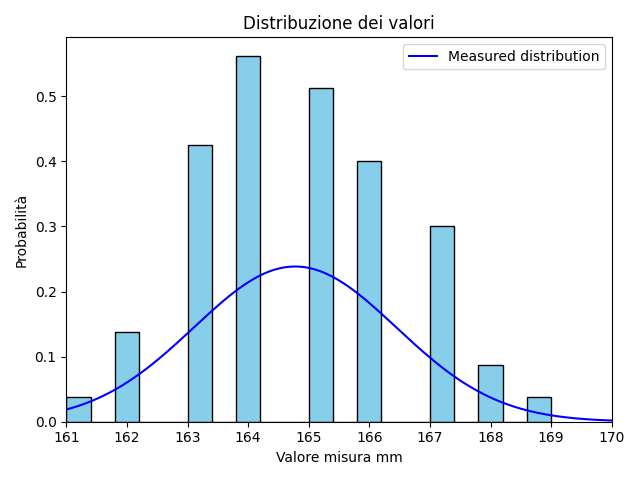 Distribuzione dei valori
Measured distribution
Probabilità
0.5
0.4
0.3
0.2
0.1
0.0
161 162 163 164 165 166 167 168 169 170
Valore misura mm